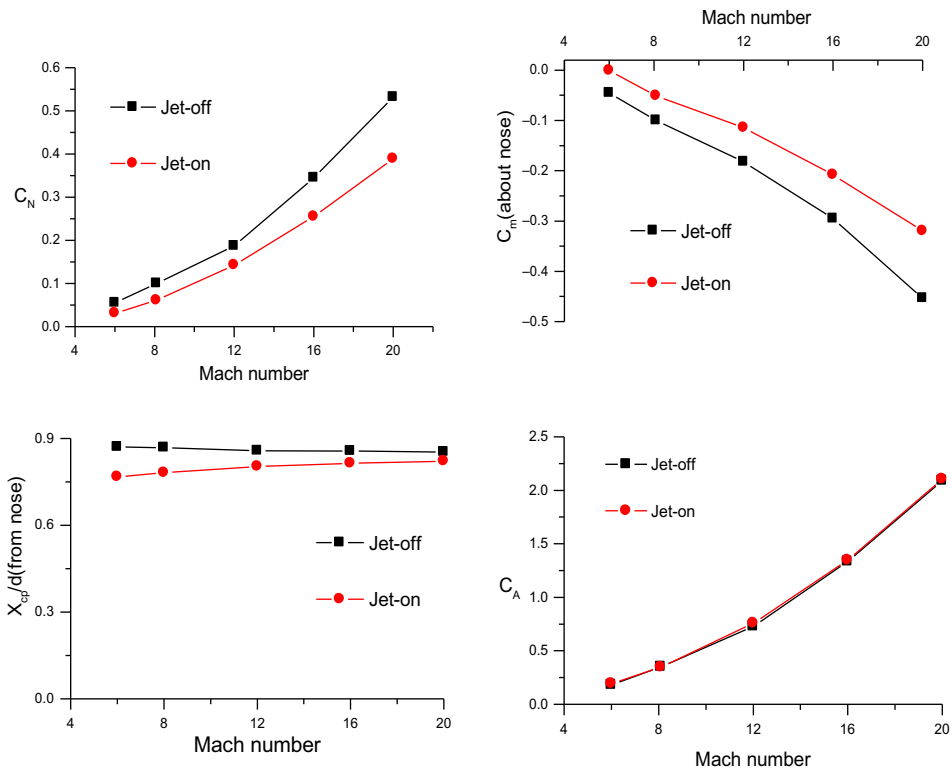 0.6
0.5
0.4
0.3
0.2
0.1
0.0
C_N
Jet-off
Jet-on
4 8 12 16 20
Mach number
Mach number
4 8 12 16 20
0.0
–0.1
–0.2
–0.3
–0.4
–0.5
C_m(about nose)
Jet-off
Jet-on
0.9
0.6
0.3
0.0
X_cp/d(from nose)
Jet-off
Jet-on
4 8 12 16 20
Mach number
2.5
2.0
1.5
1.0
0.5
0.0
C_A
Jet-off
Jet-on
4 6 8 10 12 14 16 18 20
Mach number